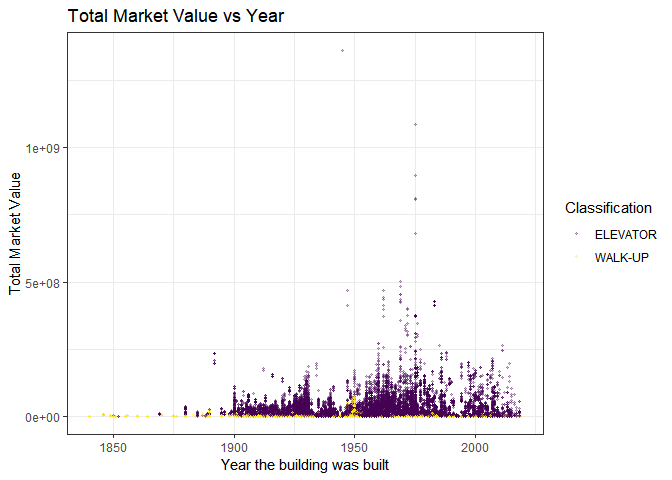 Total Market Value vs Year
Total Market Value
1e+09
5e+08
0e+00
1850
1900
1950
2000
Year the building was built
Classification
ELEVATOR
WALK-UP